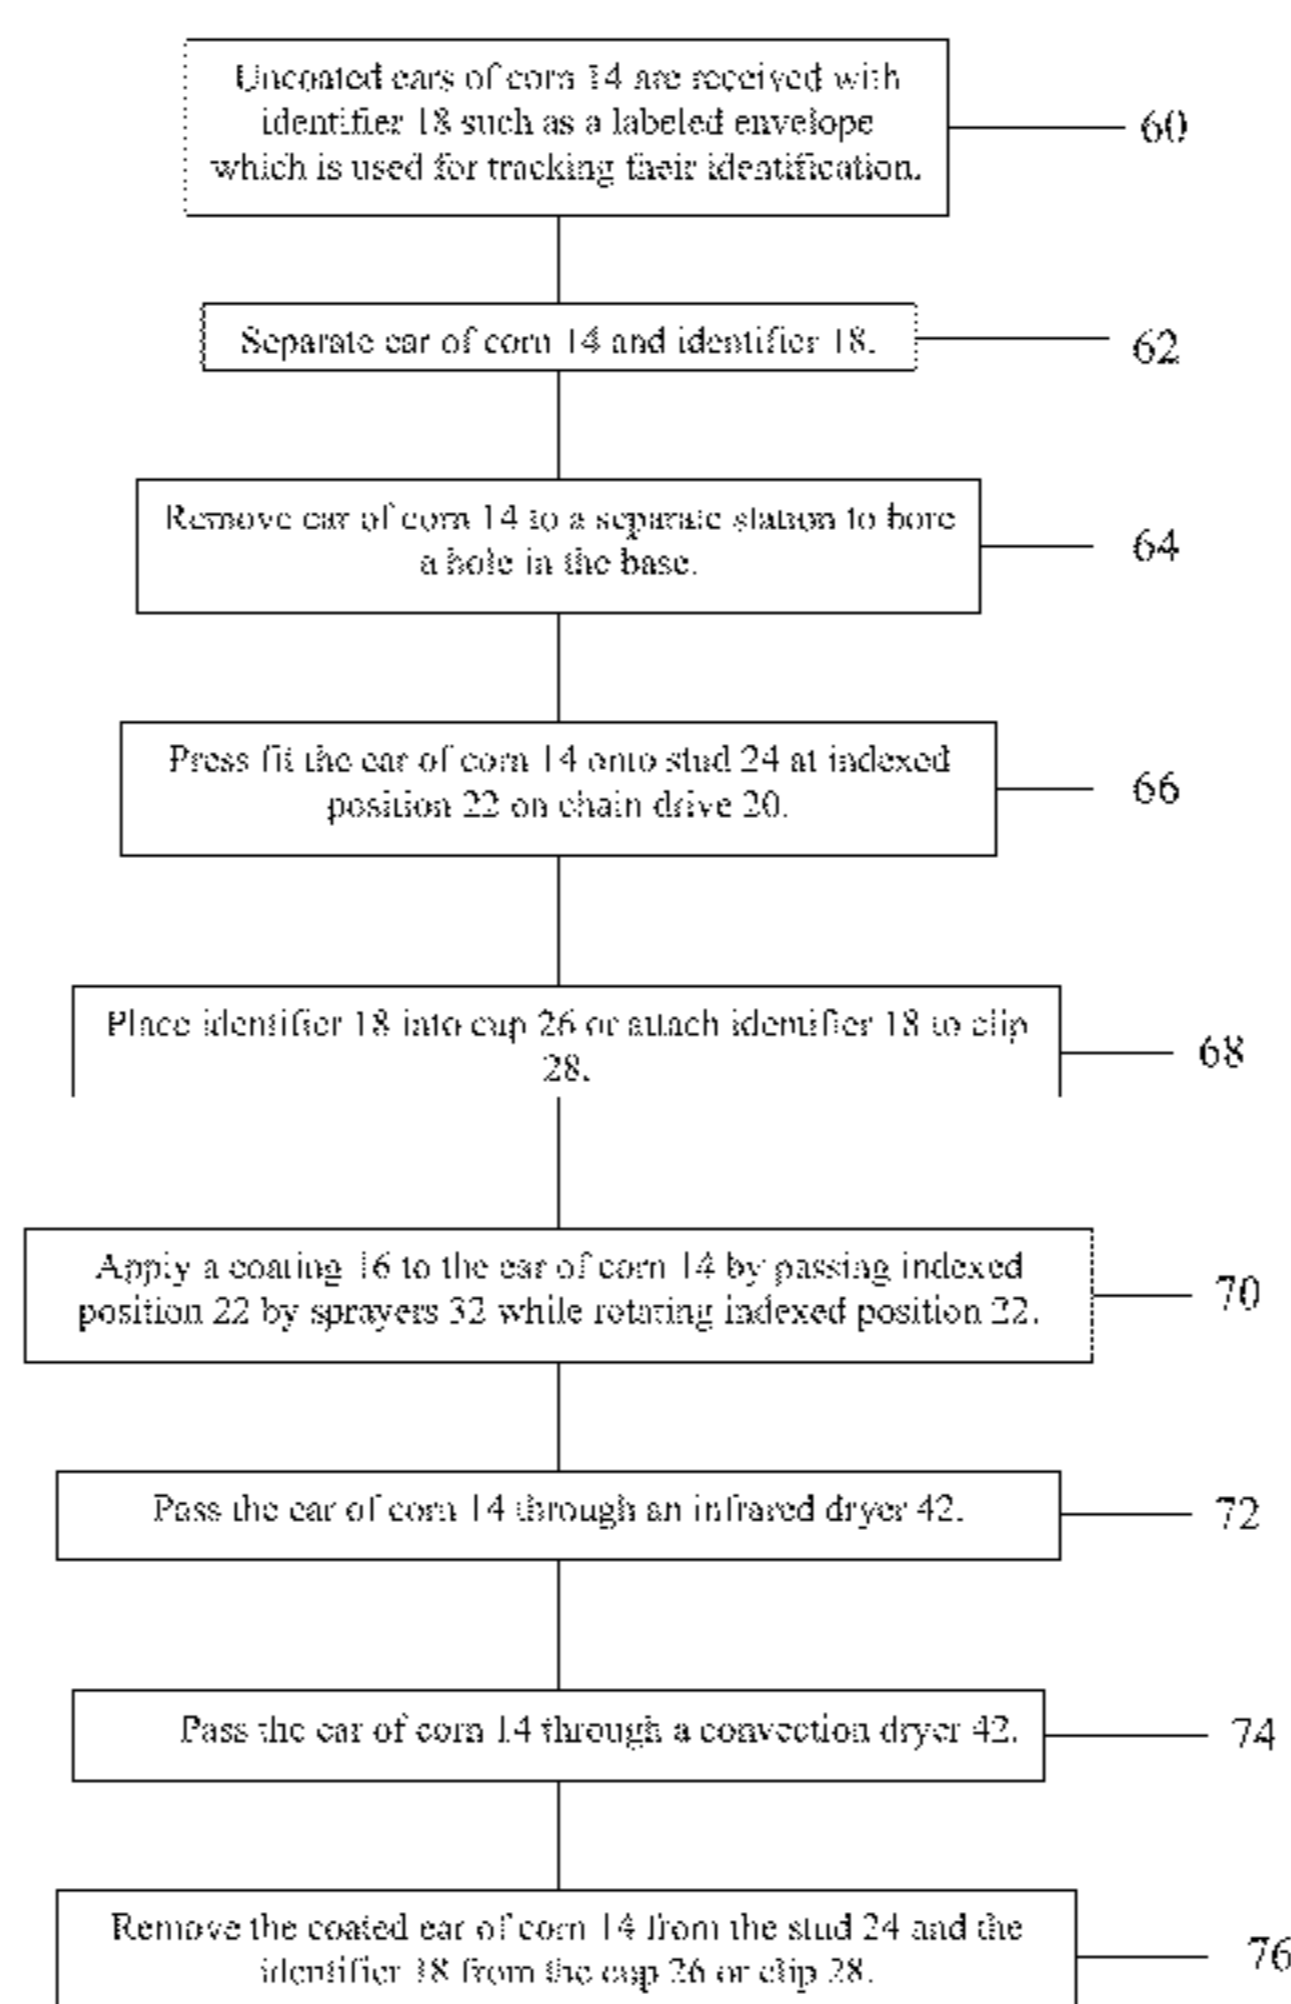 Uncoated ears of corn 14 are received with
identifier 18 such as a labeled envelope
which is used for tracking their identification.
60
Separate ear of corn 14 and identifier 18.
62
Remove ear of corn 14 to a separate station to bore
a hole in the base.
64
Press fit the ear of corn 14 onto stud 24 at indexed
position 22 on chain drive 20.
66
Place identifier 18 into cup 26 or attach identifier 18 to clip
28.
68
Apply a coating 16 to the ear of corn 14 by passing indexed
position 22 by sprayers 32 while rotating indexed position 22.
70
Pass the ear of corn 14 through an infrared dryer 42.
72
Pass the ear of corn 14 through a convection dryer 42.
74
Remove the coated ear of corn 14 from the stud 24 and the
identifier 18 from the cup 26 or clip 28.
76